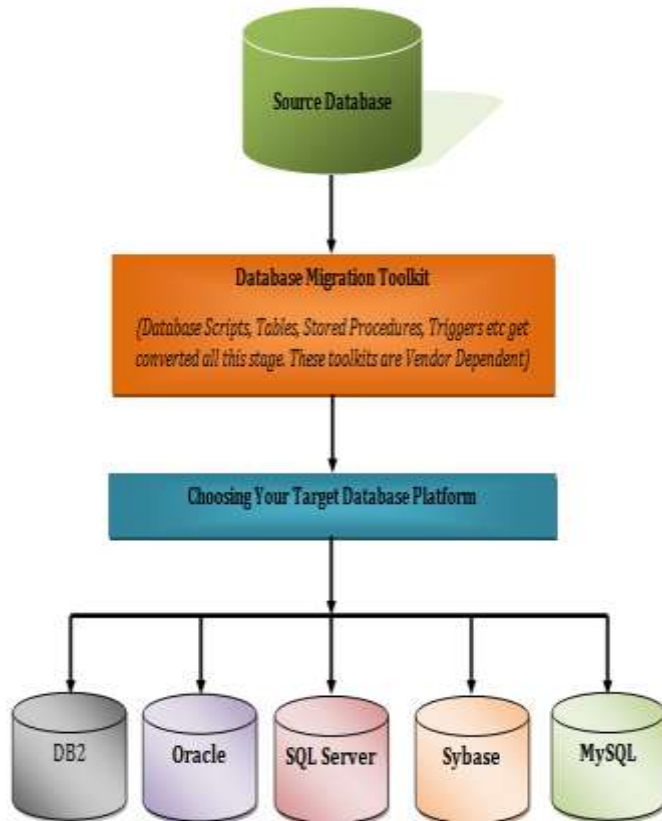 Source Database
Database Migration Toolkit
(Database Scripts, Tables, Stored Procedures, Triggers etc get
converted all this stage. These toolkits are Vendor Dependent)
Choosing Your Target Database Platform
DB2
Oracle
SQL Server
Sybase
MySQL